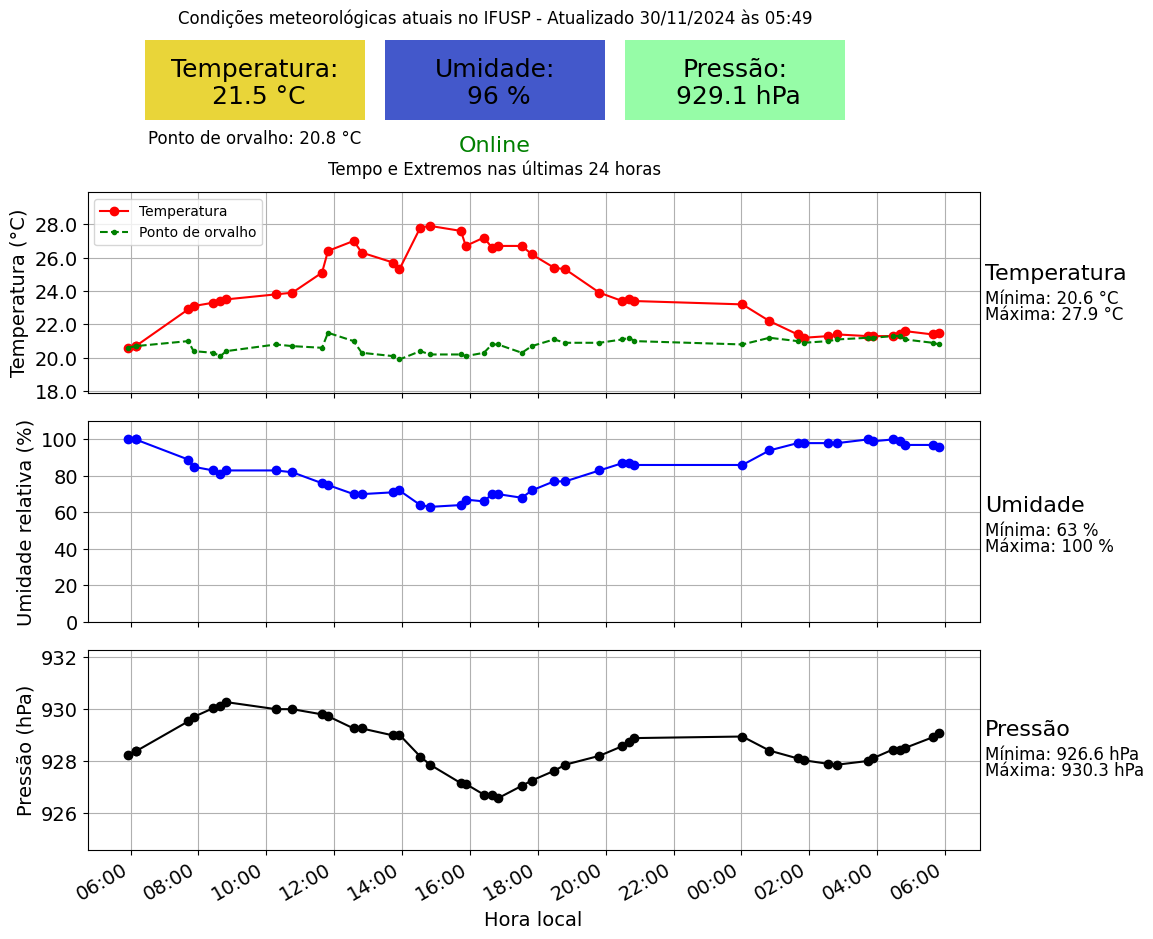 Condições meteorológicas atuais no IFUSP - Atualizado 30/11/2024 às 05:49
Temperatura:
21.5 °C
Umidade:
96 %
Pressão:
929.1 hPa
Ponto de orvalho: 20.8 °C
Online
Tempo e Extremos nas últimas 24 horas
Temperatura (°C)
28.0
26.0
24.0
22.0
20.0
18.0
Temperatura
Ponto de orvalho
Temperatura
Mínima: 20.6 °C
Máxima: 27.9 °C
Umidade relativa (%)
100
80
60
40
20
0
Umidade
Mínima: 63 %
Máxima: 100 %
Pressão (hPa)
932
930
928
926
Pressão
Mínima: 926.6 hPa
Máxima: 930.3 hPa
06:00 08:00 10:00 12:00 14:00 16:00 18:00 20:00 22:00 00:00 02:00 04:00 06:00
Hora local